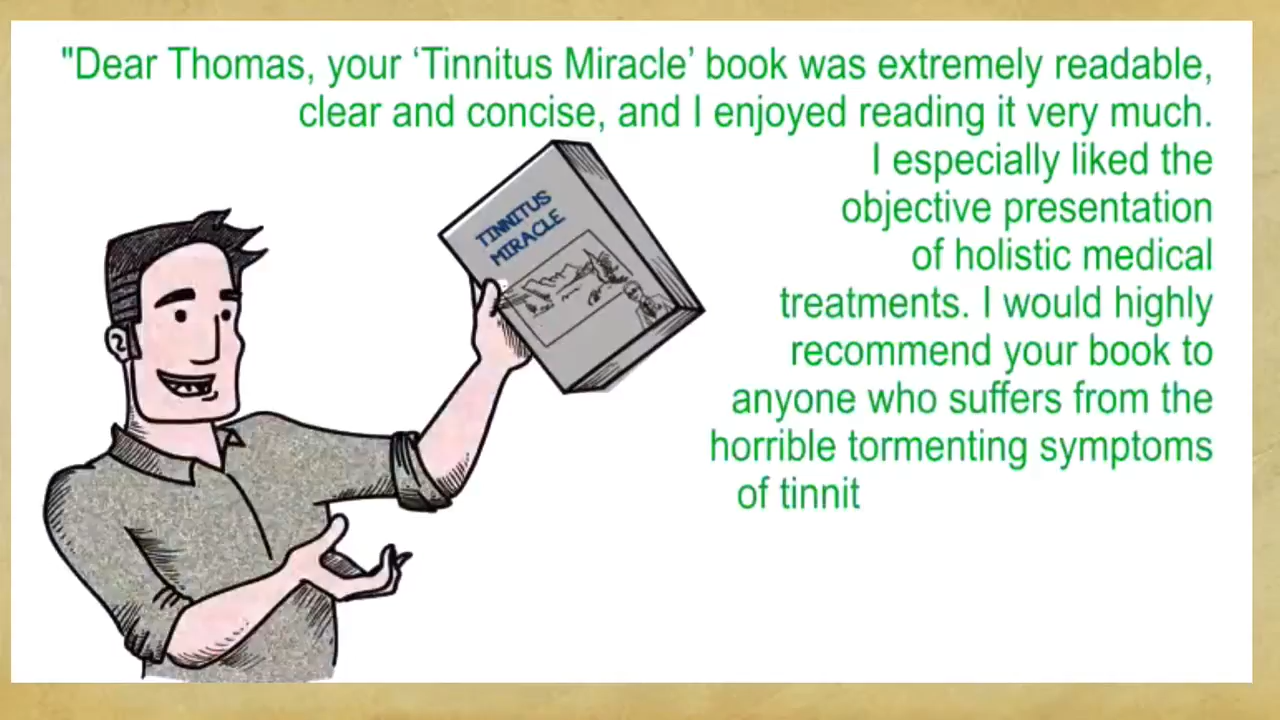 "Dear Thomas, your ‘Tinnitus Miracle’ book was extremely readable,
clear and concise, and I enjoyed reading it very much.
I especially liked the
objective presentation
of holistic medical
treatments. I would highly
recommend your book to
anyone who suffers from the
horrible tormenting symptoms
of tinnit
TINNITUS
MIRACLE